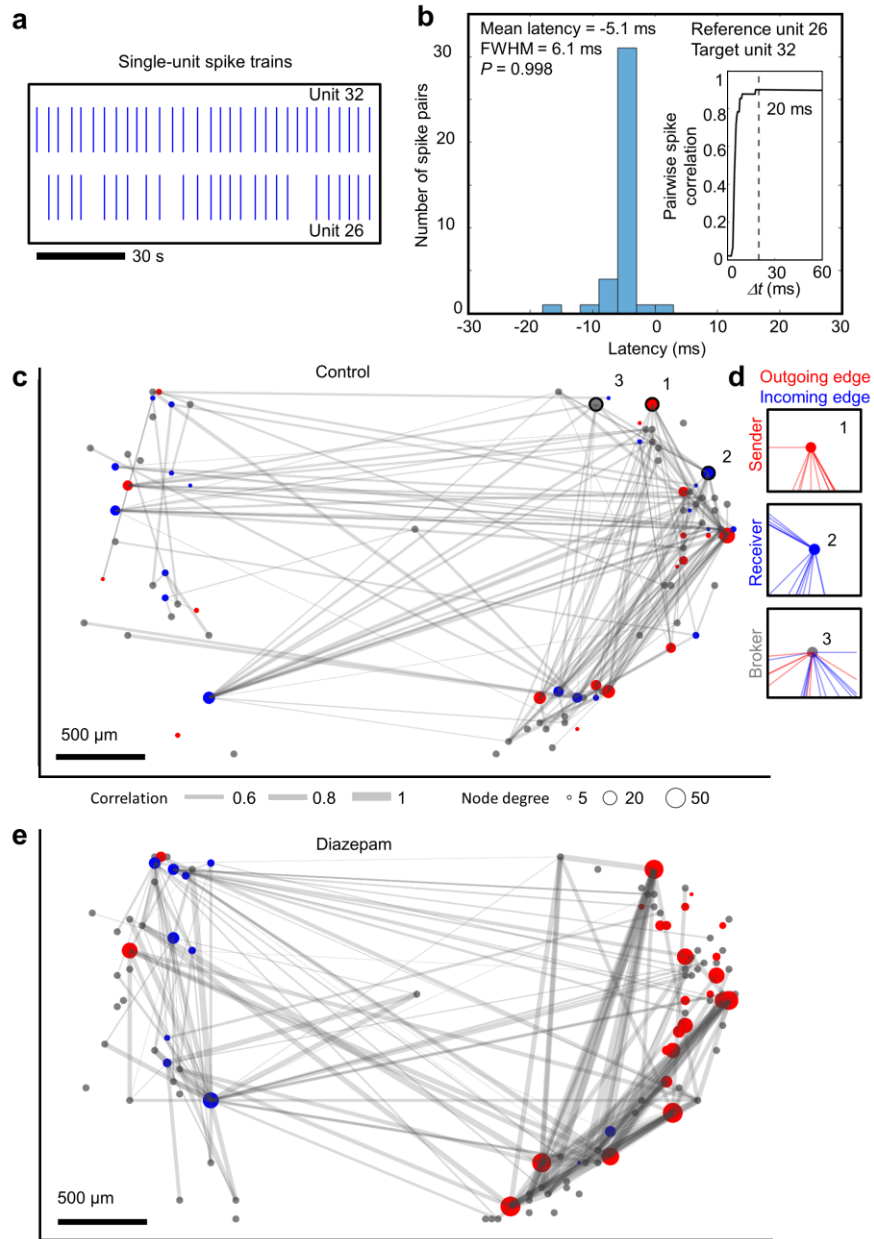 a
Single-unit spike trains
Unit 32
Unit 26
30 s
b
Mean latency = -5.1 ms
FWHM = 6.1 ms
P = 0.998
Reference unit 26
Target unit 32
Number of spike pairs
30
20
10
0
-30
-20
-10
0
10
20
30
Latency (ms)
Pairwise spike
correlation
1
0.8
0.6
0.4
0.2
0
20 ms
0
30
60
Δt (ms)
c
Control
3
1
2
500 µm
d
Outgoing edge
Incoming edge
Sender
1
Receiver
2
Broker
3
Correlation
0.6
0.8
1
Node degree
5
20
50
e
Diazepam
500 µm